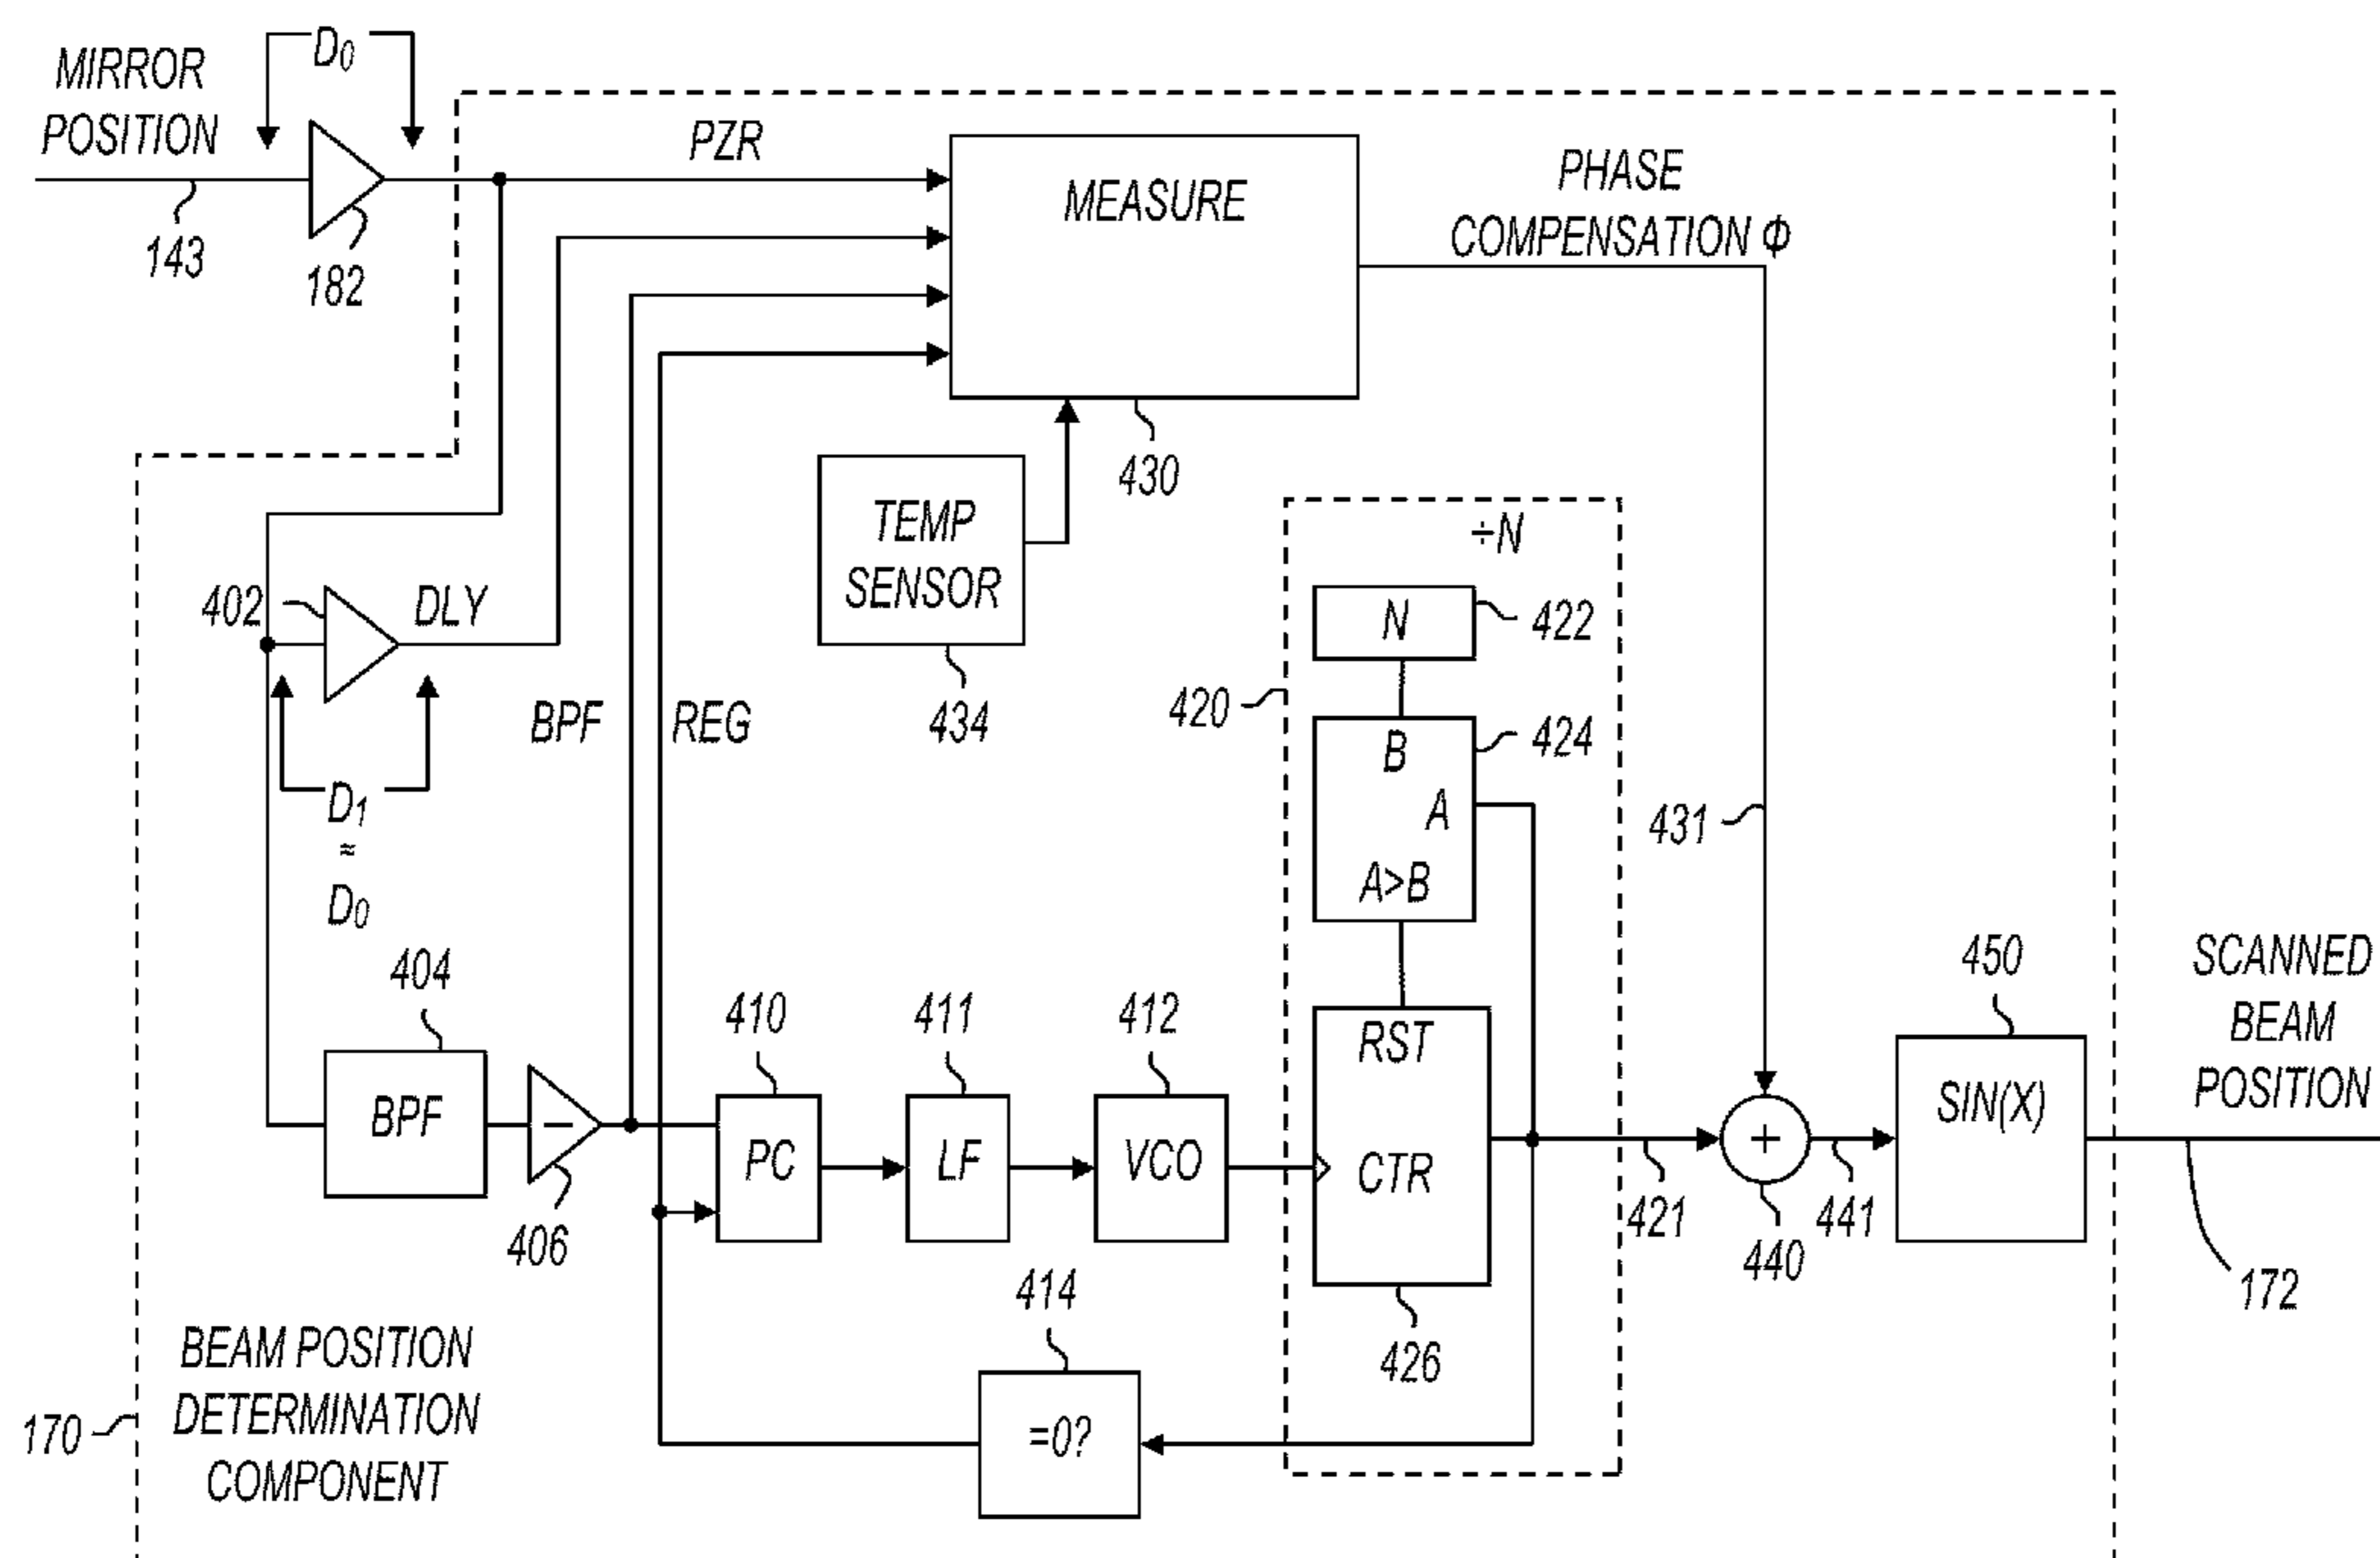 MIRROR
POSITION
D0
143
182
PZR
MEASURE
430
PHASE
COMPENSATION Φ
TEMP
SENSOR
434
402
DLY
D1
≈
D0
BPF
REG
÷N
N
422
420
B
424
A
A>B
431
404
BPF
406
410
PC
411
LF
412
VCO
RST
CTR
426
421
440
441
450
SIN(X)
SCANNED
BEAM
POSITION
172
414
=0?
170
BEAM POSITION
DETERMINATION
COMPONENT